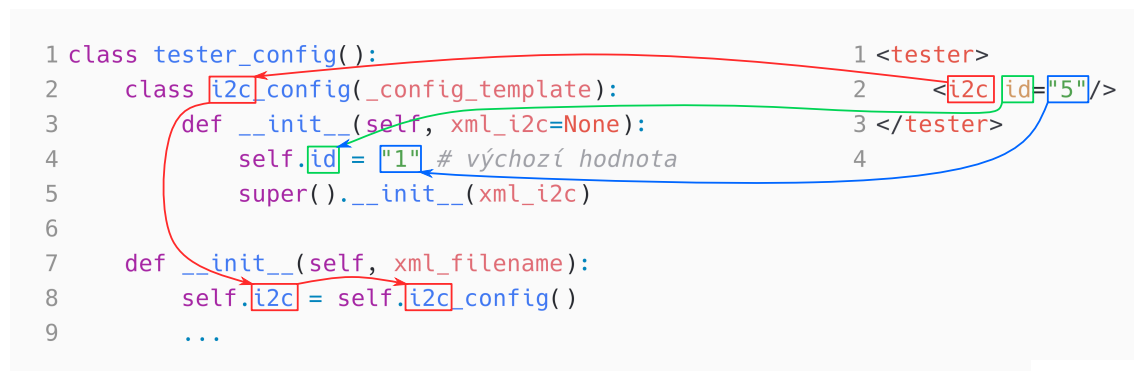 1 class tester_config():
2     class i2c_config(_config_template):
3         def __init__(self, xml_i2c=None):
4             self.id = "1" # výchozí hodnota
5             super().__init__(xml_i2c)
6
7     def __init__(self, xml_filename):
8         self.i2c = self.i2c_config()
9         ...
1 <tester>
2     <i2c id="5"/>
3 </tester>
4